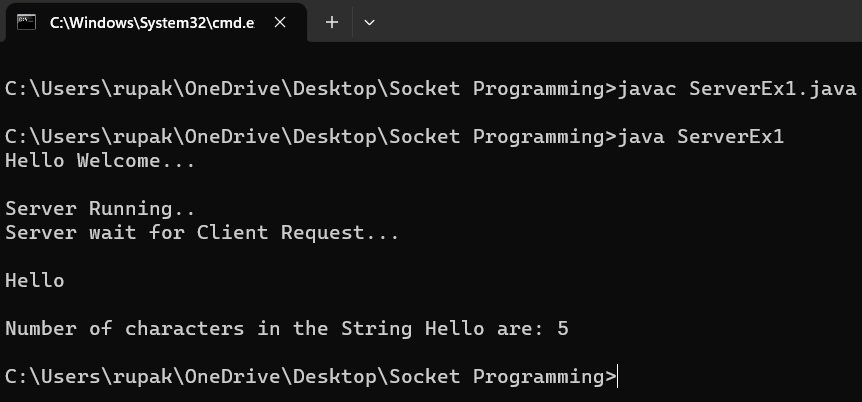 C:\Windows\System32\cmd.e
C:\Users\rupak\OneDrive\Desktop\Socket Programming>javac ServerEx1.java
C:\Users\rupak\OneDrive\Desktop\Socket Programming>java ServerEx1
Hello Welcome...
Server Running..
Server wait for Client Request...
Hello
Number of characters in the String Hello are: 5
C:\Users\rupak\OneDrive\Desktop\Socket Programming>